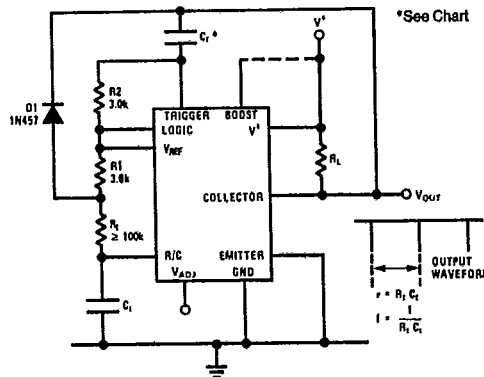 *See Chart
V+
Cf*
R2
3.0k
D1
1N457
TRIGGER
BOOST
LOGIC
V+
VREF
RL
R1
3.0k
COLLECTOR
VOUT
Rt
≥ 100k
R/C
EMITTER
OUTPUT
WAVEFORM
VADJ
GND
Ct
τ = Rt Ct
f = 1
Rt Ct